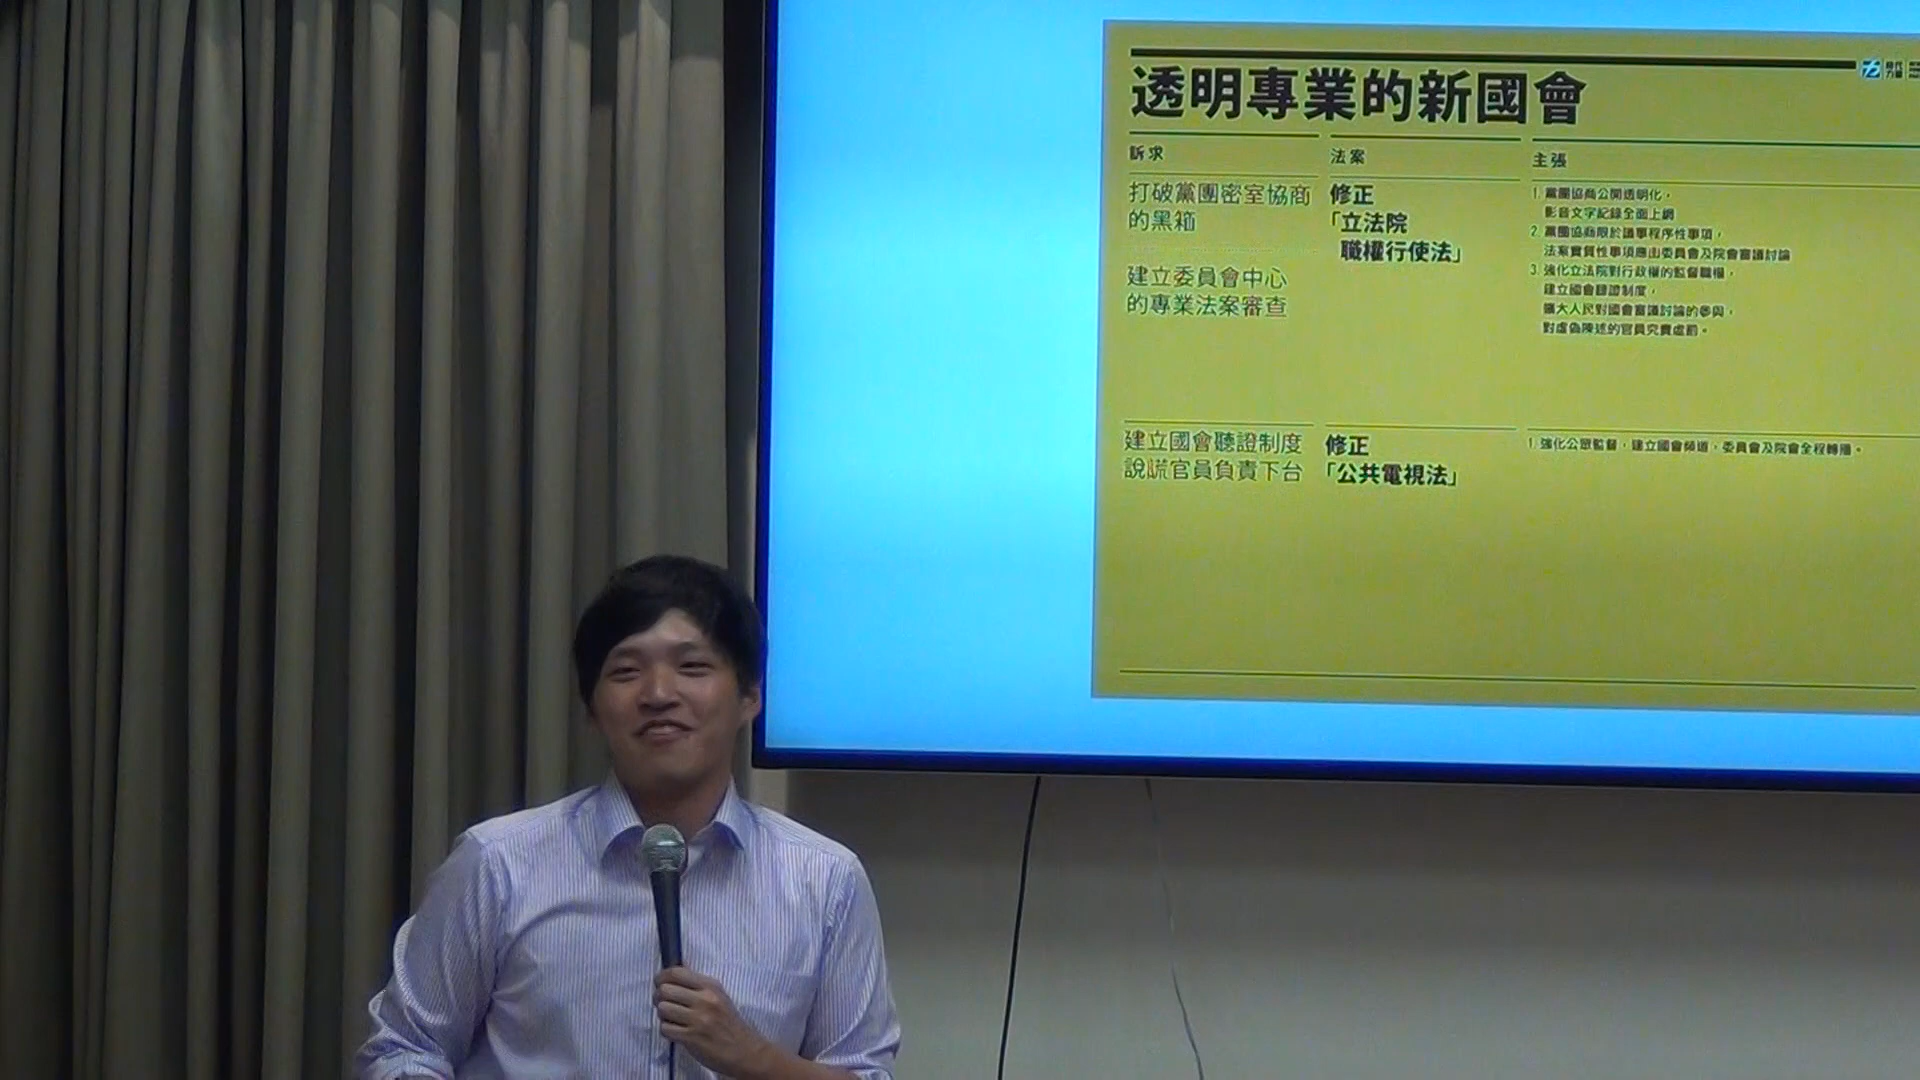 透明專業的新國會
時代
力量
訴求
法案
主張
打破黨團密室協商
的黑箱
建立委員會中心
的專業法案審查
修正
「立法院
職權行使法」
1. 黨團協商公開透明化，
影音文字記錄全面上網
2. 黨團協商限於議事程序性事項，
法案實質性事項應由委員會及院會審議討論
3. 強化立法院對行政權的監督職權，
建立國會聽證制度，
擴大人民對國會審議討論的參與，
對虛偽陳述的官員究責處罰。
建立國會聽證制度
說謊官員負責下台
修正
「公共電視法」
1. 強化公眾監督，建立國會頻道，委員會及院會全程轉播。